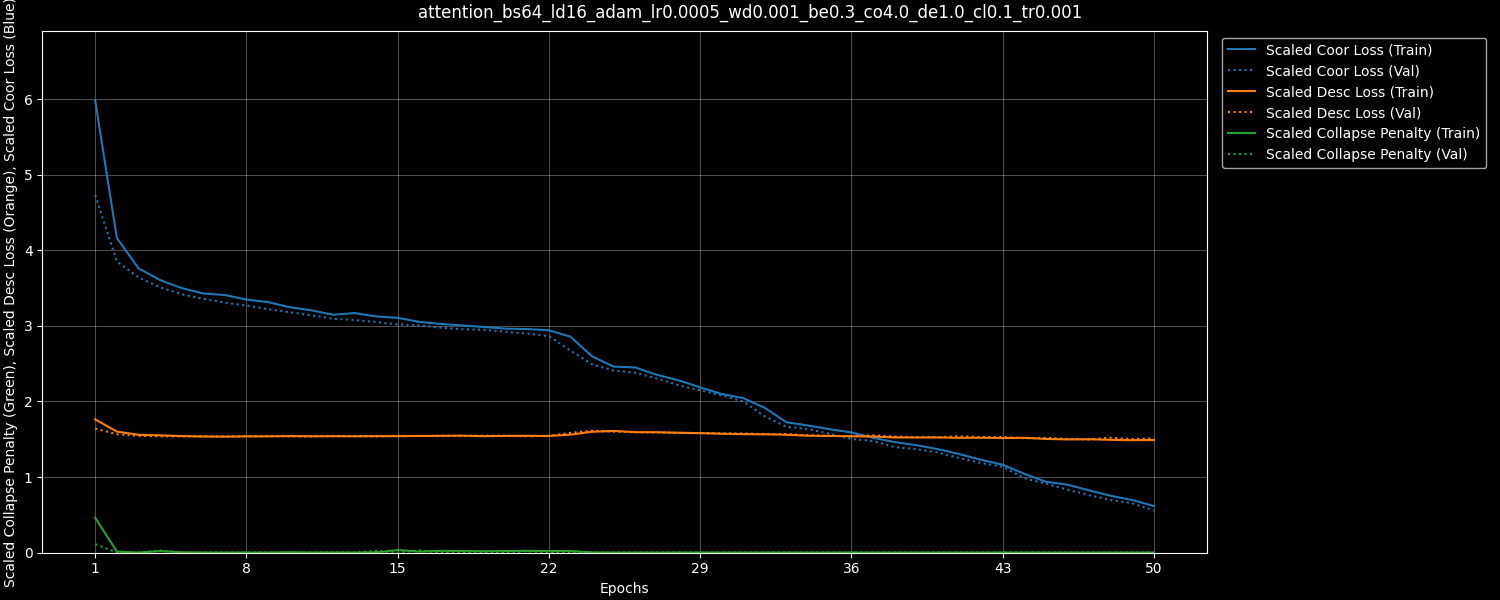 attention_bs64_ld16_adam_lr0.0005_wd0.001_be0.3_co4.0_de1.0_cl0.1_tr0.001
Scaled Collapse Penalty (Green), Scaled Desc Loss (Orange), Scaled Coor Loss (Blue)
6
5
4
3
2
1
0
1 8 15 22 29 36 43 50
Epochs
Scaled Coor Loss (Train)
Scaled Coor Loss (Val)
Scaled Desc Loss (Train)
Scaled Desc Loss (Val)
Scaled Collapse Penalty (Train)
Scaled Collapse Penalty (Val)